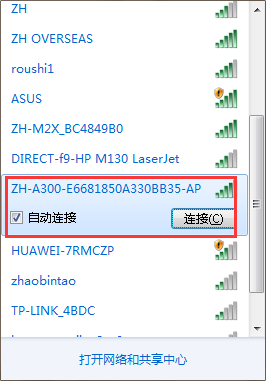 ZH
ZH OVERSEAS
roushi1
ASUS
ZH-M2X_BC4849B0
DIRECT-f9-HP M130 LaserJet
ZH-A300-E6681850A330BB35-AP
自动连接 连接(C)
HUAWEI-7RMCZP
zhaobintao
TP-LINK_4BDC
打开网络和共享中心